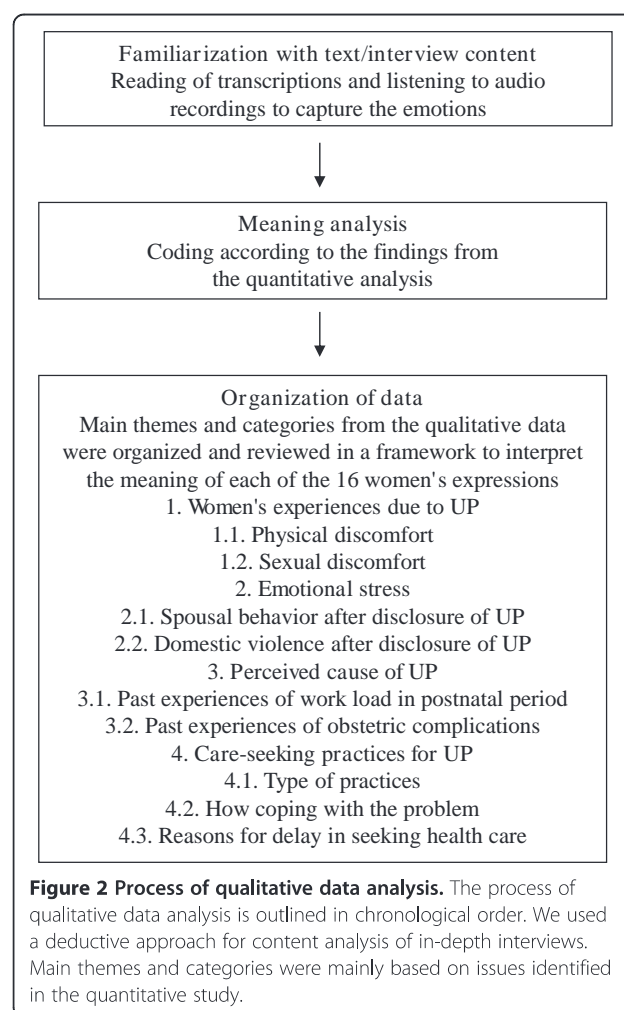 Familiarization with text/interview content
Reading of transcriptions and listening to audio
recordings to capture the emotions
Meaning analysis
Coding according to the findings from
the quantitative analysis
Organization of data
Main themes and categories from the qualitative data
were organized and reviewed in a framework to interpret
the meaning of each of the 16 women's expressions
1. Women's experiences due to UP
1.1. Physical discomfort
1.2. Sexual discomfort
2. Emotional stress
2.1. Spousal behavior after disclosure of UP
2.2. Domestic violence after disclosure of UP
3. Perceived cause of UP
3.1. Past experiences of work load in postnatal period
3.2. Past experiences of obstetric complications
4. Care-seeking practices for UP
4.1. Type of practices
4.2. How coping with the problem
4.3. Reasons for delay in seeking health care
Figure 2 Process of qualitative data analysis. The process of
qualitative data analysis is outlined in chronological order. We used
a deductive approach for content analysis of in-depth interviews.
Main themes and categories were mainly based on issues identified
in the quantitative study.